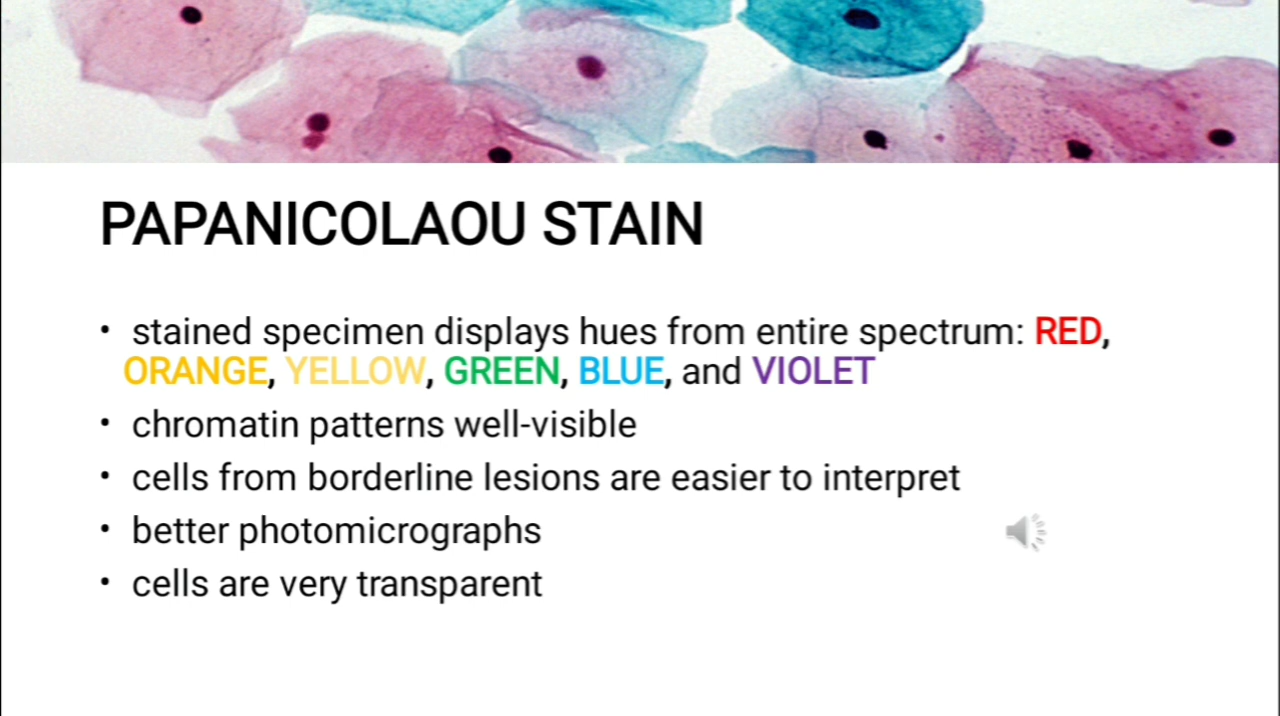 PAPANICOLAOU STAIN
• stained specimen displays hues from entire spectrum: RED,
ORANGE, YELLOW, GREEN, BLUE, and VIOLET
• chromatin patterns well-visible
• cells from borderline lesions are easier to interpret
• better photomicrographs
• cells are very transparent